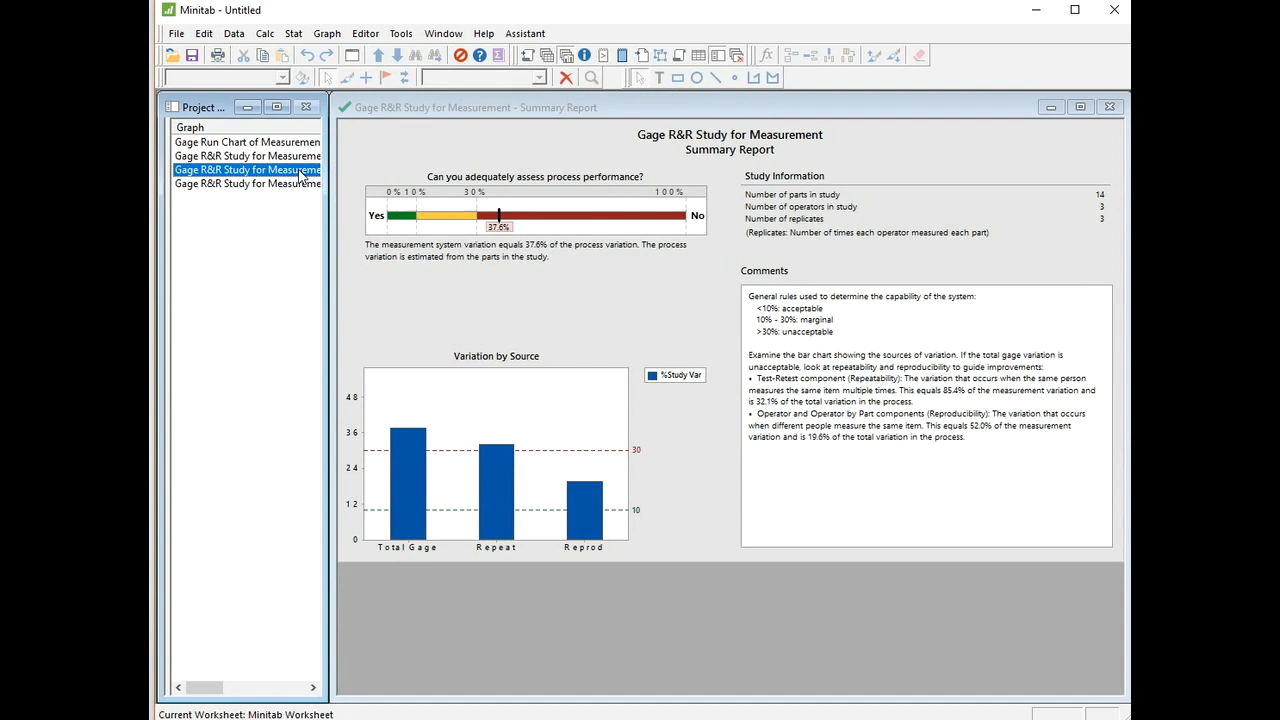 Minitab - Untitled
File Edit Data Calc Stat Graph Editor Tools Window Help Assistant
Project ...
Graph
Gage Run Chart of Measuremen
Gage R&R Study for Measureme
Gage R&R Study for Measureme
Gage R&R Study for Measureme
Gage R&R Study for Measurement - Summary Report
Gage R&R Study for Measurement
Summary Report
Can you adequately assess process performance?
0% 10% 30% 100%
Yes No
37.6%
The measurement system variation equals 37.6% of the process variation. The process
variation is estimated from the parts in the study.
Study Information
Number of parts in study 14
Number of operators in study 3
Number of replicates 3
(Replicates: Number of times each operator measured each part)
Comments
General rules used to determine the capability of the system:
<10%: acceptable
10% - 30%: marginal
>30%: unacceptable
Examine the bar chart showing the sources of variation. If the total gage variation is
unacceptable, look at repeatability and reproducibility to guide improvements:
• Test-Retest component (Repeatability): The variation that occurs when the same person
measures the same item multiple times. This equals 85.4% of the measurement variation and
is 32.1% of the total variation in the process.
• Operator and Operator by Part components (Reproducibility): The variation that occurs
when different people measure the same item. This equals 52.0% of the measurement
variation and is 19.6% of the total variation in the process.
Variation by Source
%Study Var
48
36
30
24
12
10
0
Total Gage Repeat Reprod
Current Worksheet: Minitab Worksheet